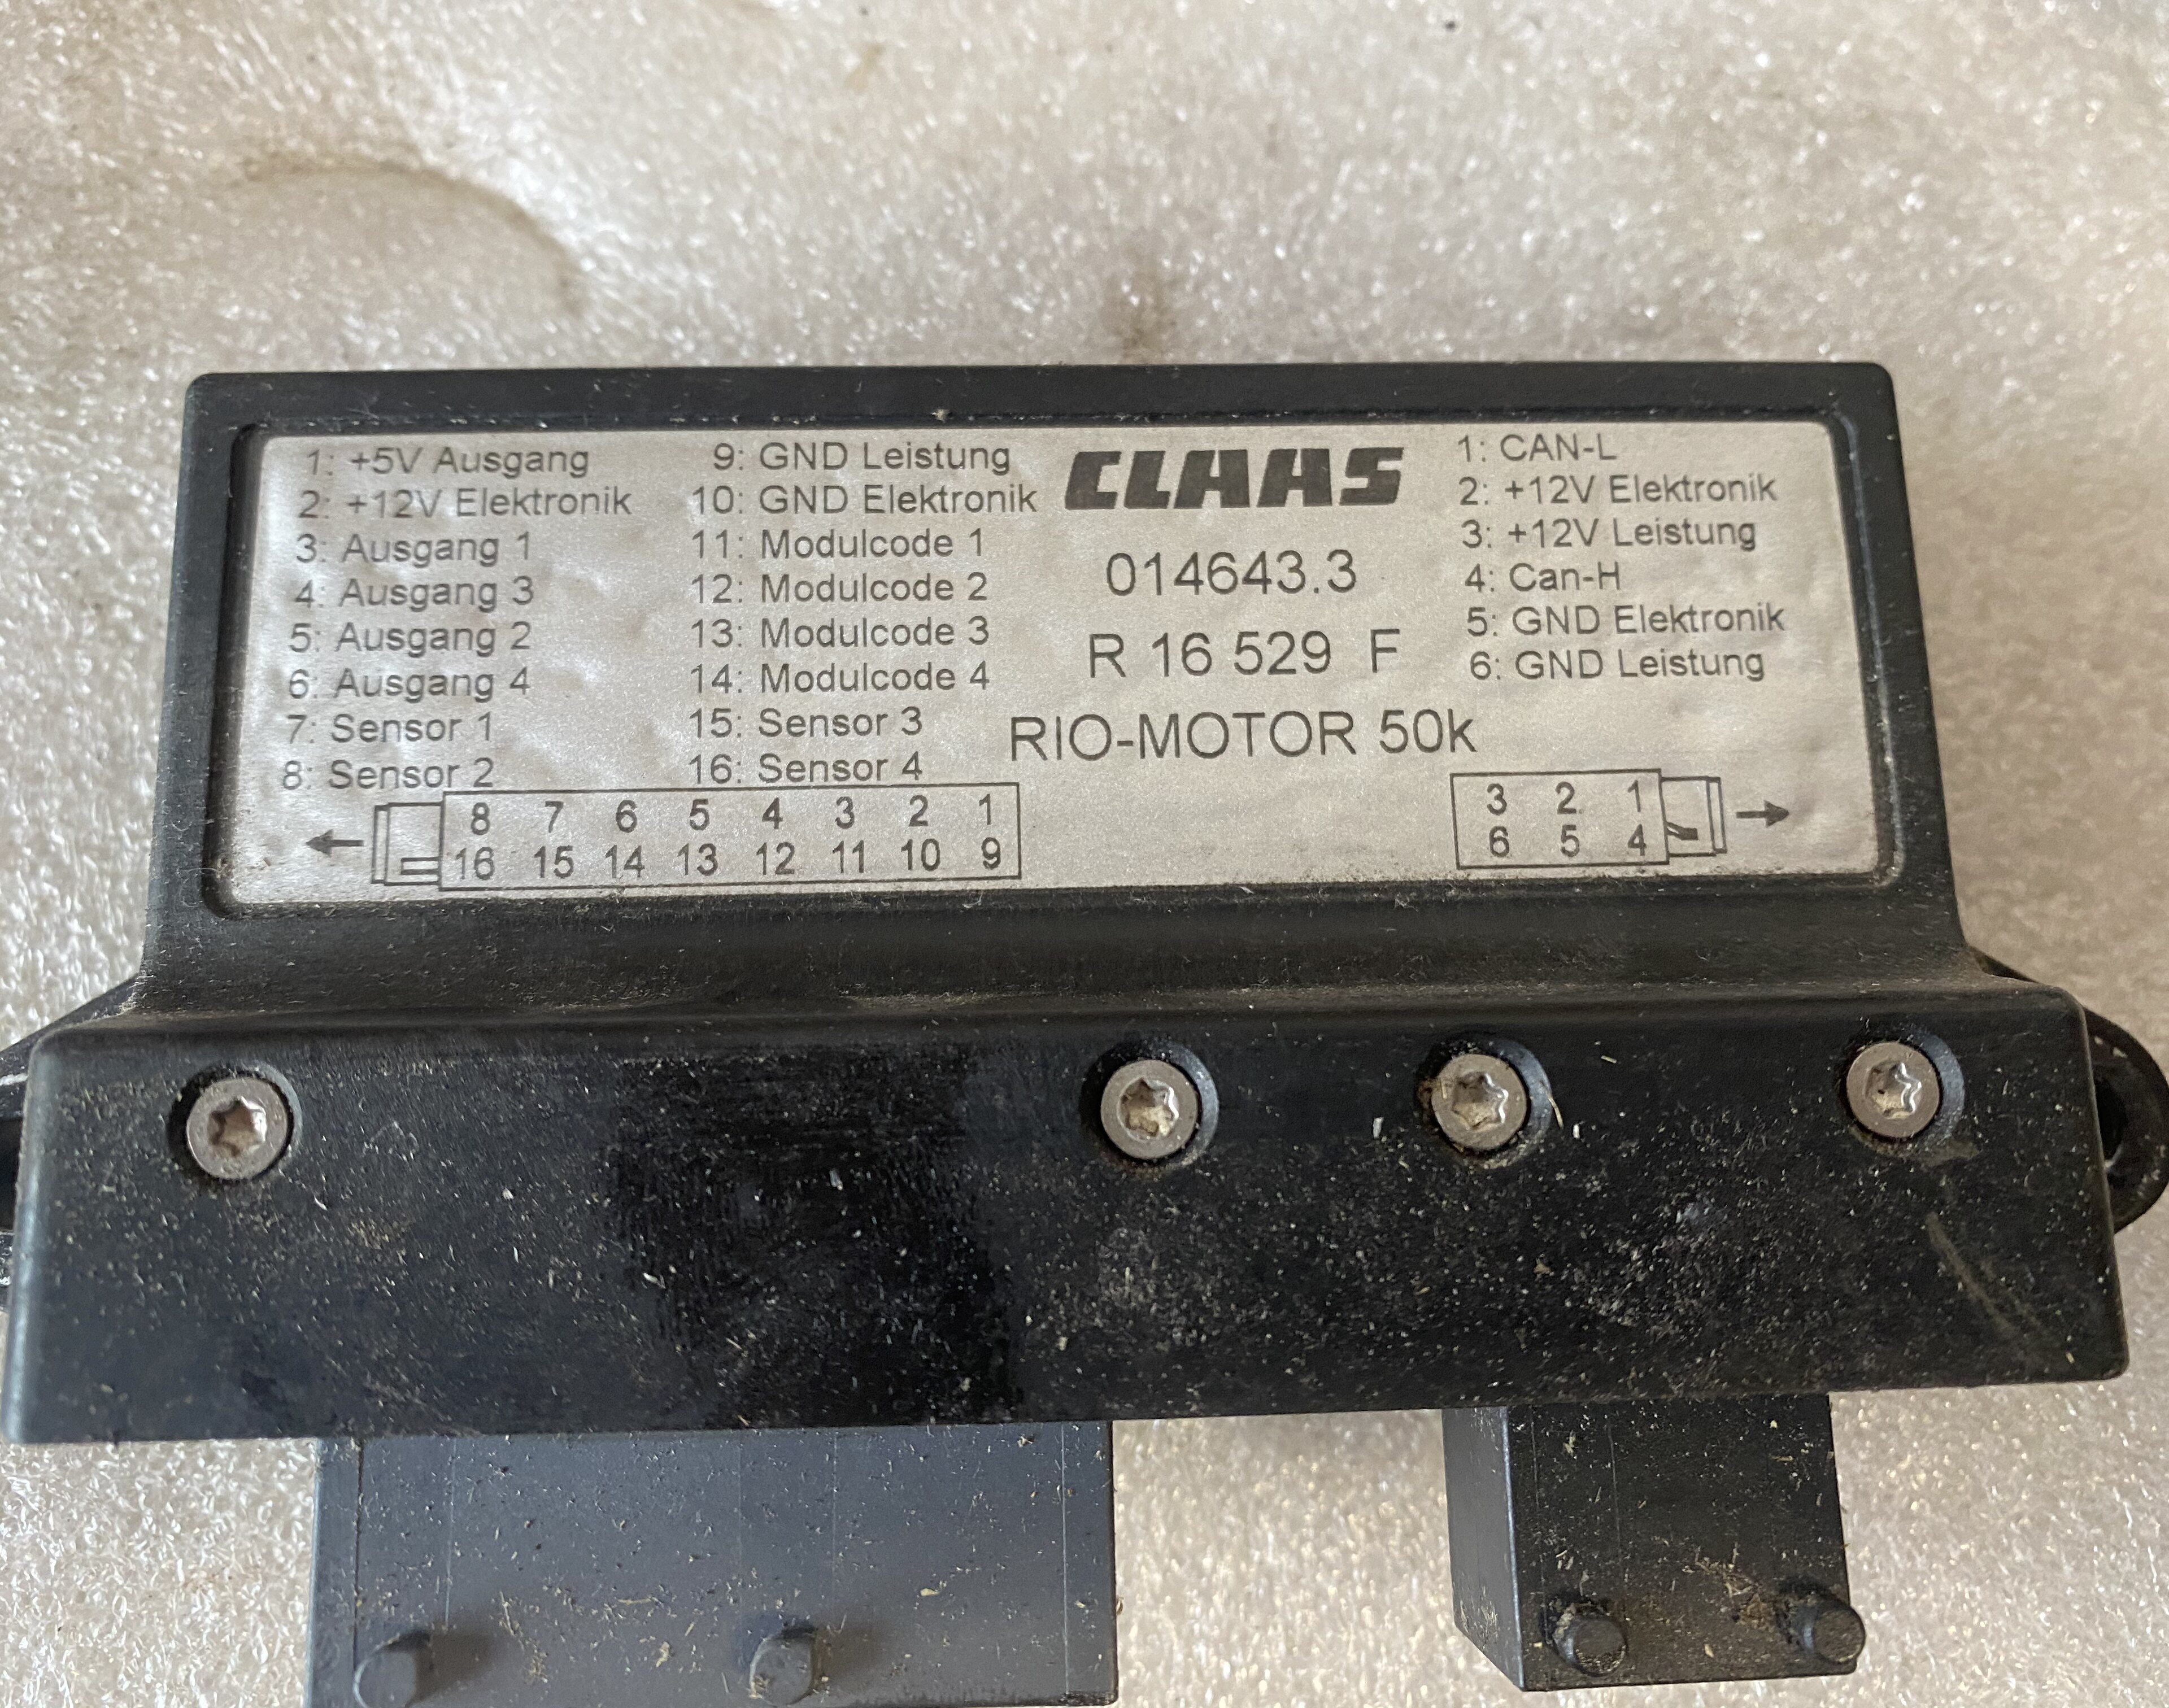 1: +5V Ausgang
2: +12V Elektronik
3: Ausgang 1
4: Ausgang 3
5: Ausgang 2
6: Ausgang 4
7: Sensor 1
8: Sensor 2
9: GND Leistung
10: GND Elektronik
11: Modulcode 1
12: Modulcode 2
13: Modulcode 3
14: Modulcode 4
15: Sensor 3
16: Sensor 4
8 7 6 5 4 3 2 1
16 15 14 13 12 11 10 9
CLAAS
014643.3
R 16 529 F
RIO-MOTOR 50k
1: CAN-L
2: +12V Elektronik
3: +12V Leistung
4: Can-H
5: GND Elektronik
6: GND Leistung
3 2 1
6 5 4